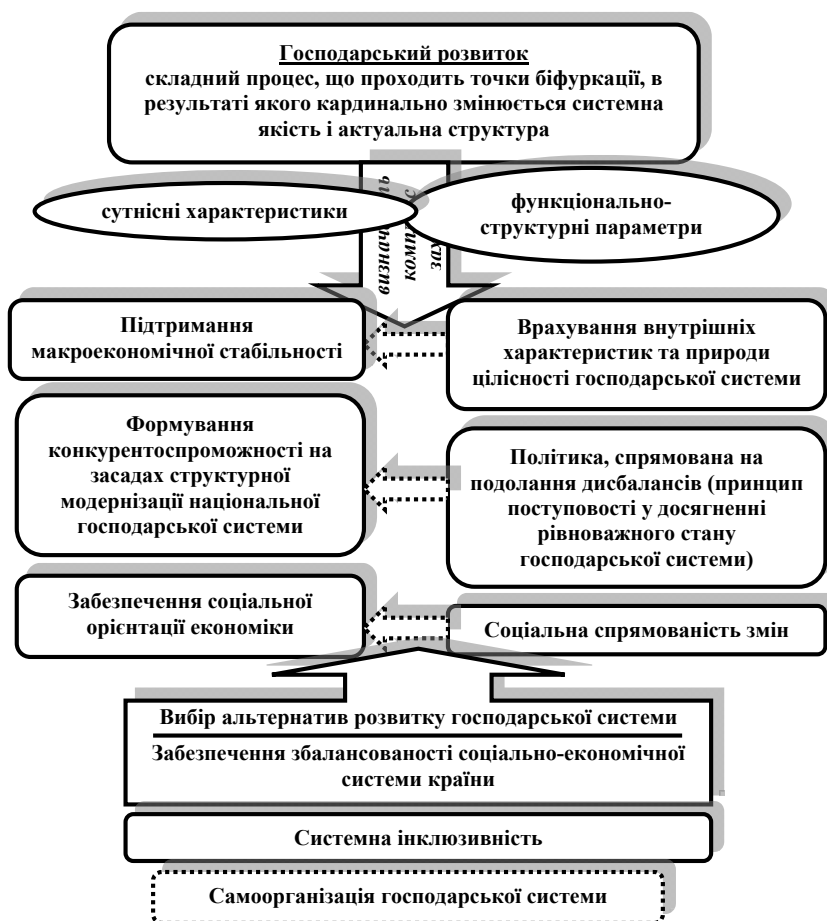 Господарський розвиток
складний процес, що проходить точки біфуркації, в
результаті якого кардинально змінюється системна
якість і актуальна структура
сутнісні характеристики
функціонально-
структурні параметри
Підтримання
макроекономічної стабільності
Врахування внутрішніх
характеристик та природи
цілісності господарської системи
Формування
конкурентоспроможності на
засадах структурної
модернізації національної
господарської системи
Політика, спрямована на
подолання дисбалансів (принцип
поступовості у досягненні
рівноважного стану
господарської системи)
Забезпечення соціальної
орієнтації економіки
Соціальна спрямованість змін
Вибір альтернатив розвитку господарської системи
Забезпечення збалансованості соціально-економічної
системи країни
Системна інклюзивність
Самоорганізація господарської системи